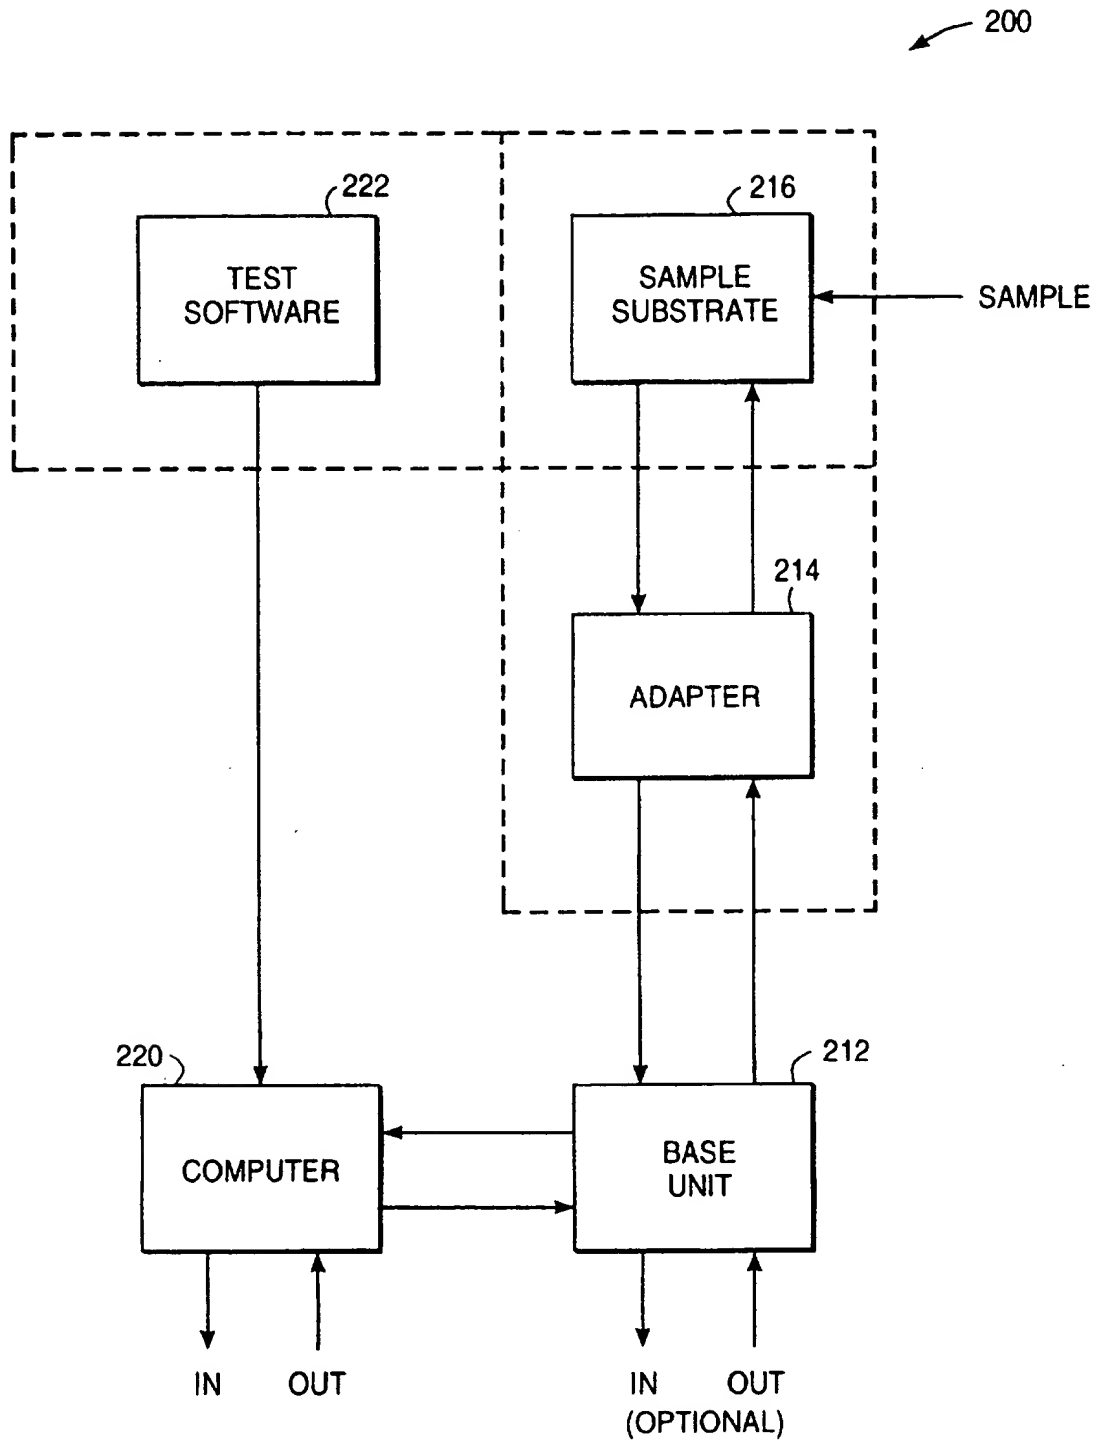 200
222
216
TEST
SOFTWARE
SAMPLE
SUBSTRATE
SAMPLE
214
ADAPTER
220
212
COMPUTER
BASE
UNIT
IN
OUT
IN
OUT
(OPTIONAL)